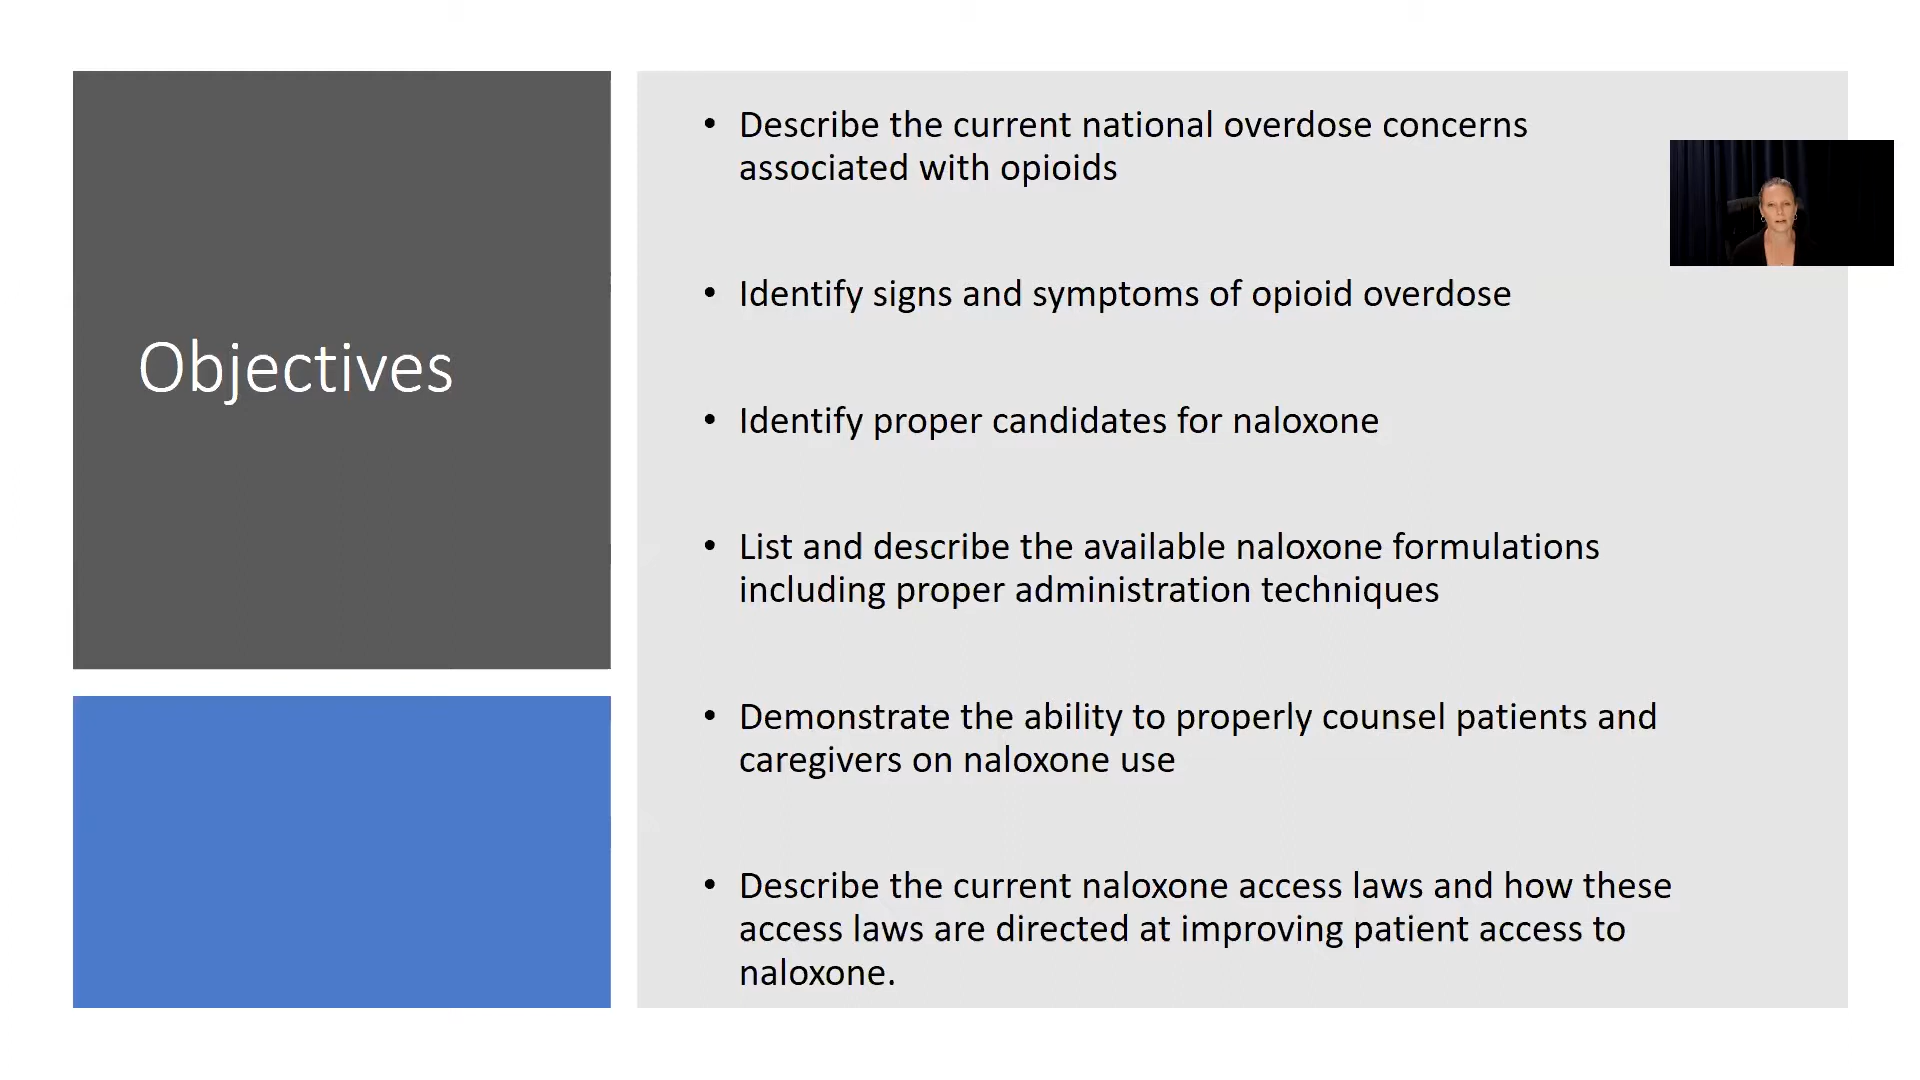 Objectives
• Describe the current national overdose concerns
associated with opioids
• Identify signs and symptoms of opioid overdose
• Identify proper candidates for naloxone
• List and describe the available naloxone formulations
including proper administration techniques
• Demonstrate the ability to properly counsel patients and
caregivers on naloxone use
• Describe the current naloxone access laws and how these
access laws are directed at improving patient access to
naloxone.